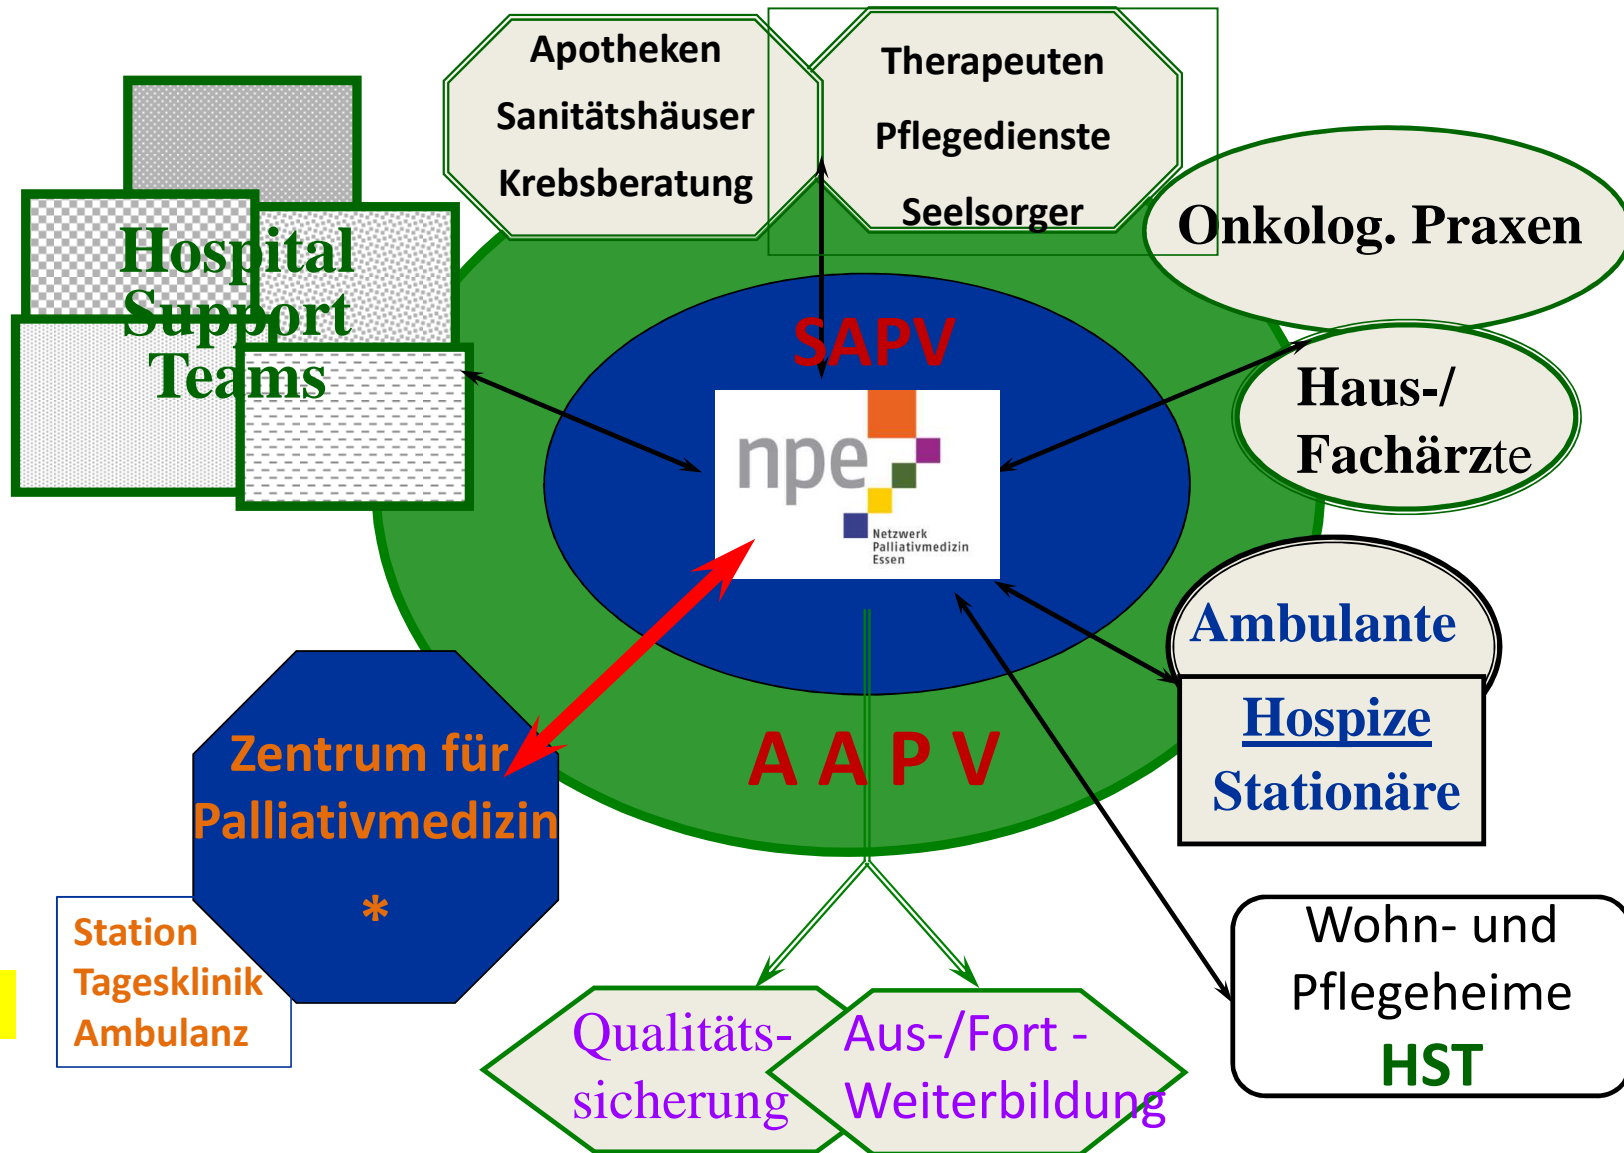 Apotheken
Sanitätshäuser
Krebsberatung
Therapeuten
Pflegedienste
Seelsorger
Onkolog. Praxen
Hospital
Support
Teams
SAPV
Haus-/
Fachärzte
npe
Netzwerk
Palliativmedizin
Essen
Ambulante
Hospize
Stationäre
A A P V
Zentrum für
Palliativmedizin
*
Station
Tagesklinik
Ambulanz
Wohn- und
Pflegeheime
HST
Qualitäts-
sicherung
Aus-/Fort -
Weiterbildung